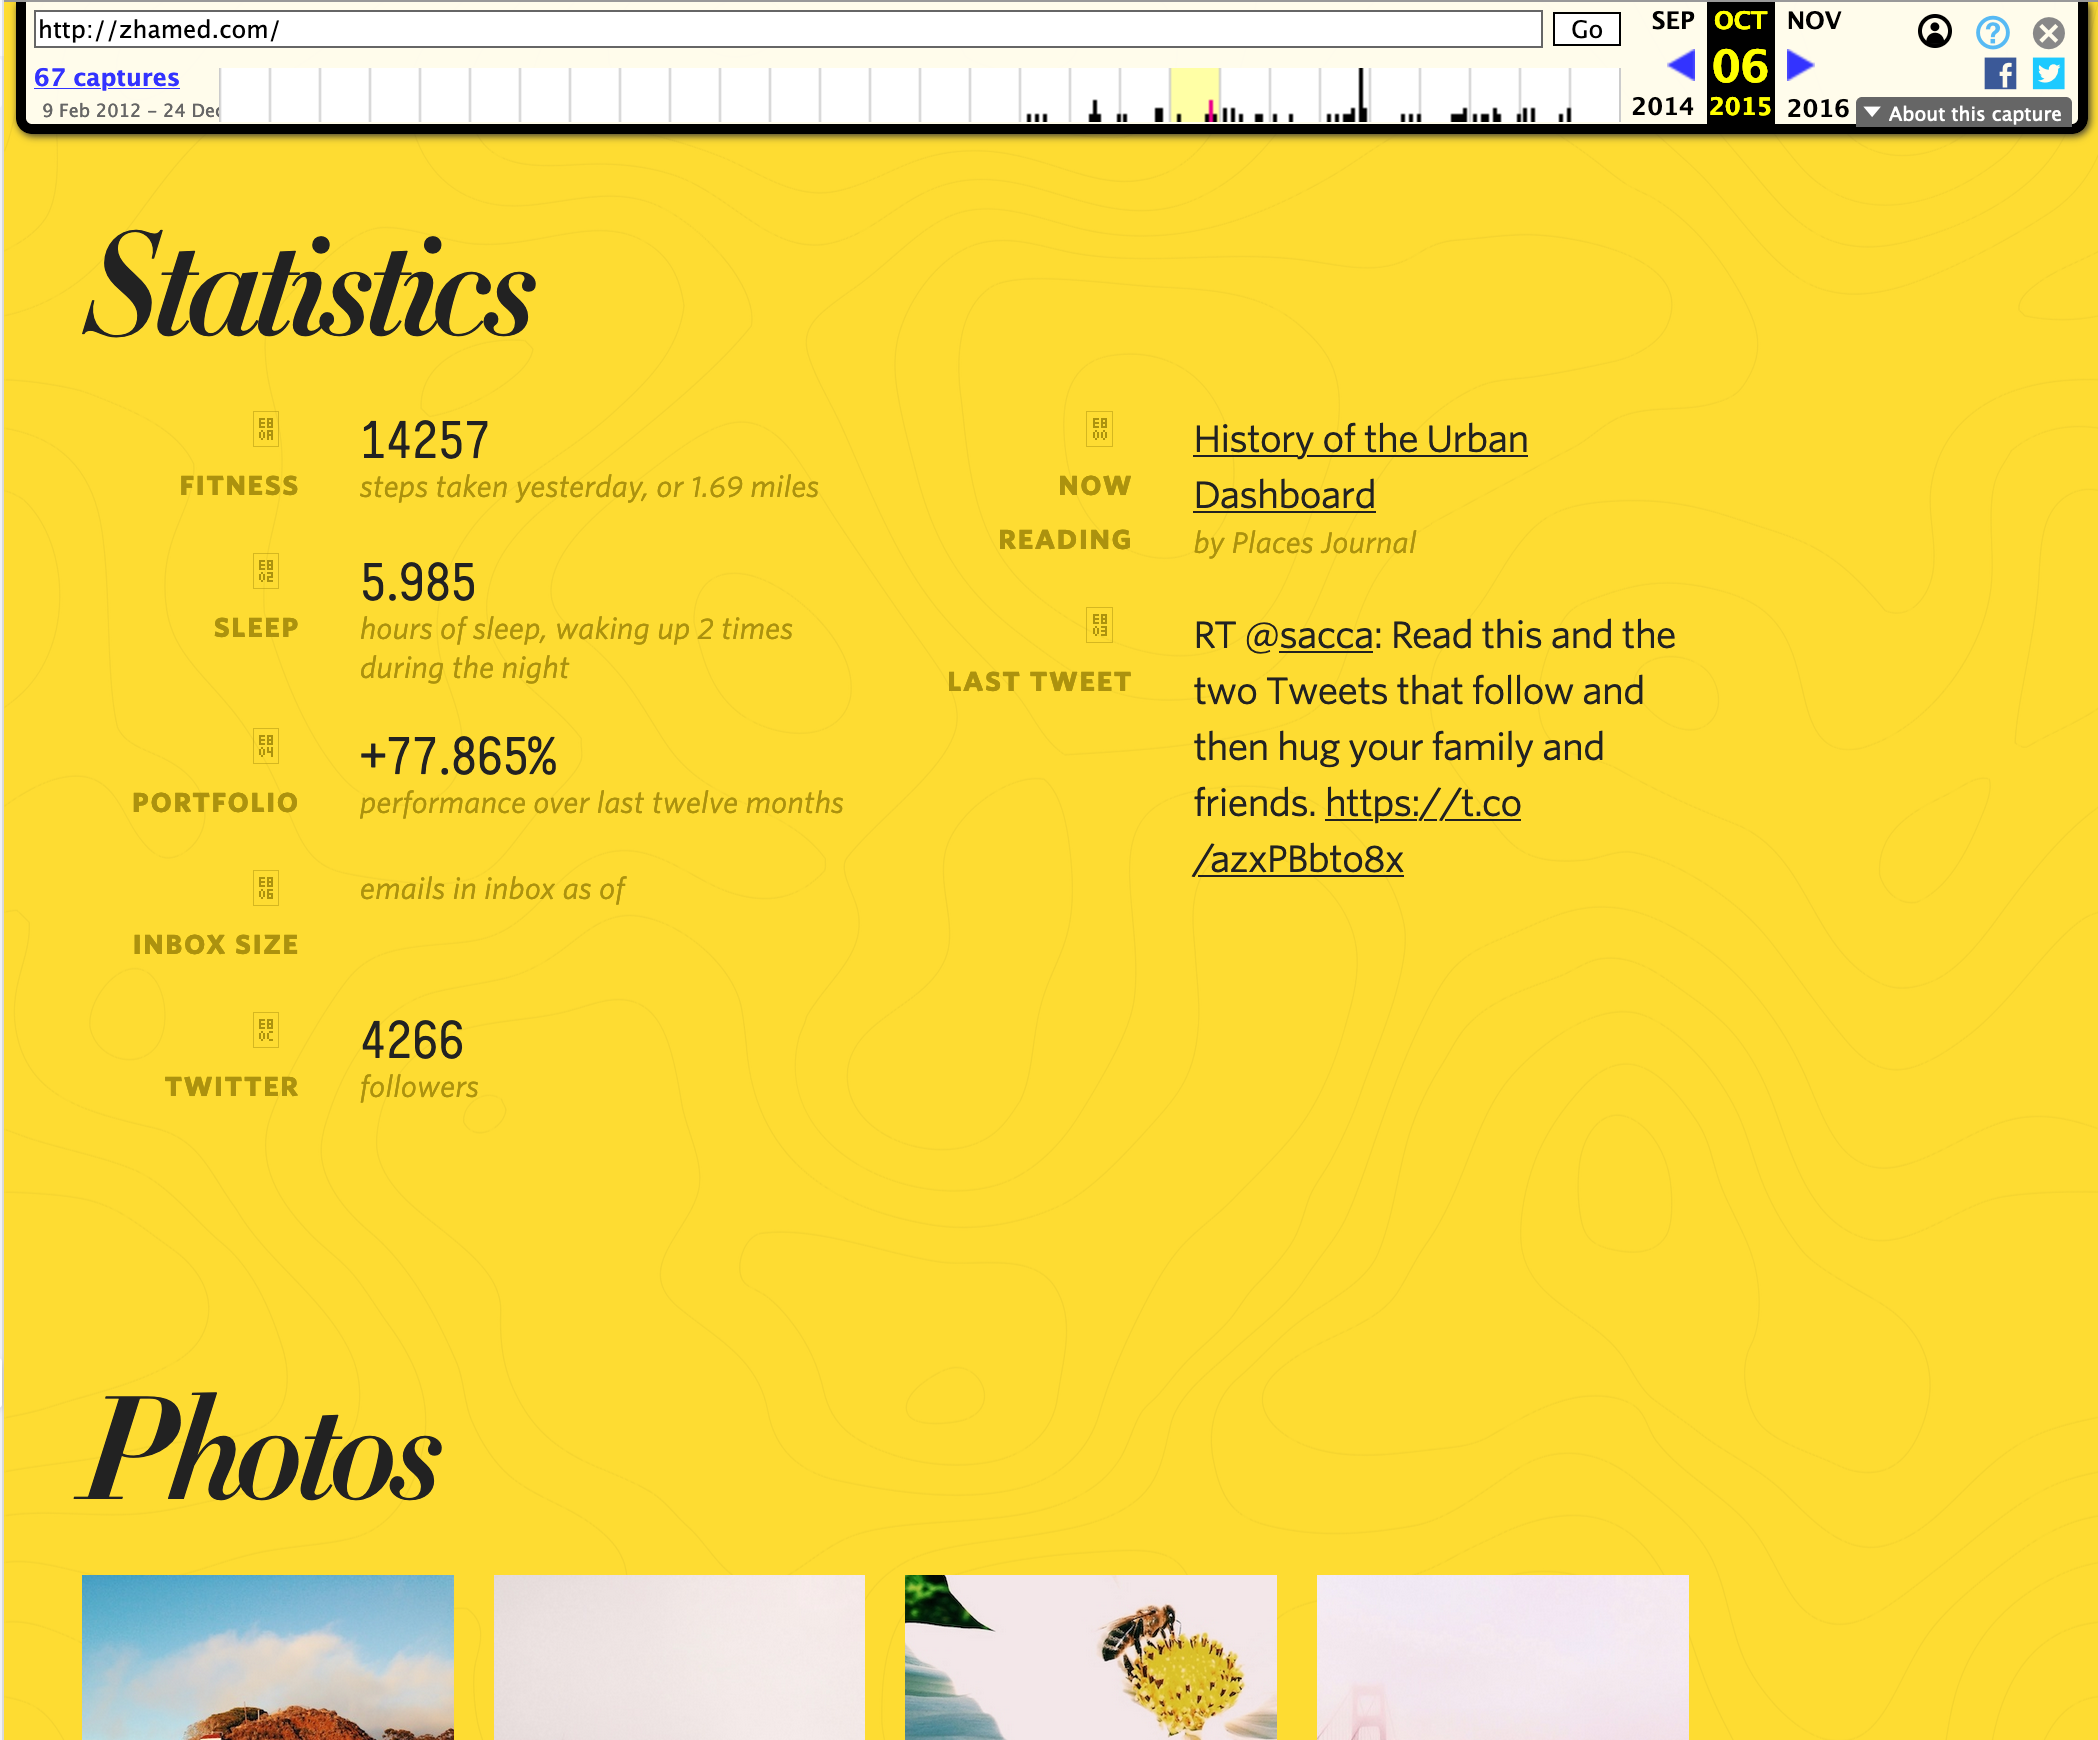 http://zhamed.com/
Go
SEP OCT NOV
67 captures
06
9 Feb 2012 – 24 Dec
2014 2015 2016
About this capture
Statistics
FITNESS
14257
steps taken yesterday, or 1.69 miles
SLEEP
5.985
hours of sleep, waking up 2 times
during the night
PORTFOLIO
+77.865%
performance over last twelve months
INBOX SIZE
emails in inbox as of
TWITTER
4266
followers
NOW
READING
History of the Urban
Dashboard
by Places Journal
LAST TWEET
RT @sacca: Read this and the
two Tweets that follow and
then hug your family and
friends. https://t.co
/azxPBbto8x
Photos